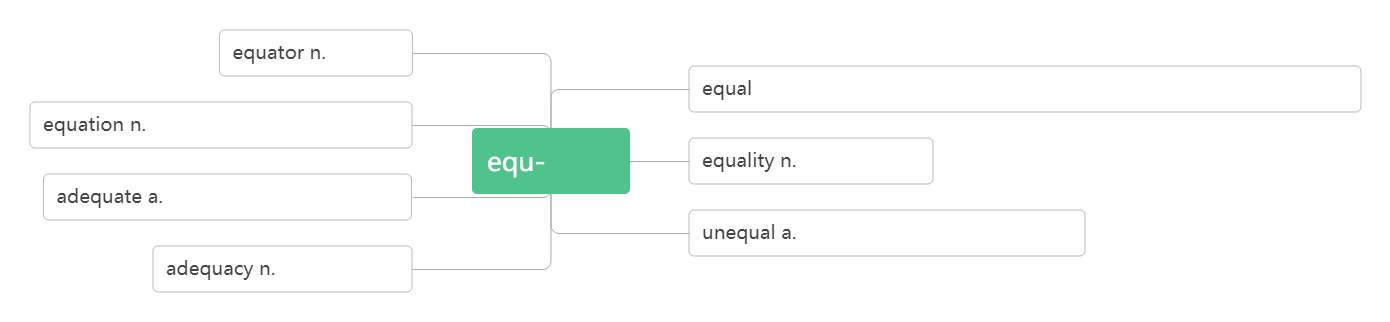 equator n.
equation n.
adequate a.
adequacy n.
equ-
equal
equality n.
unequal a.